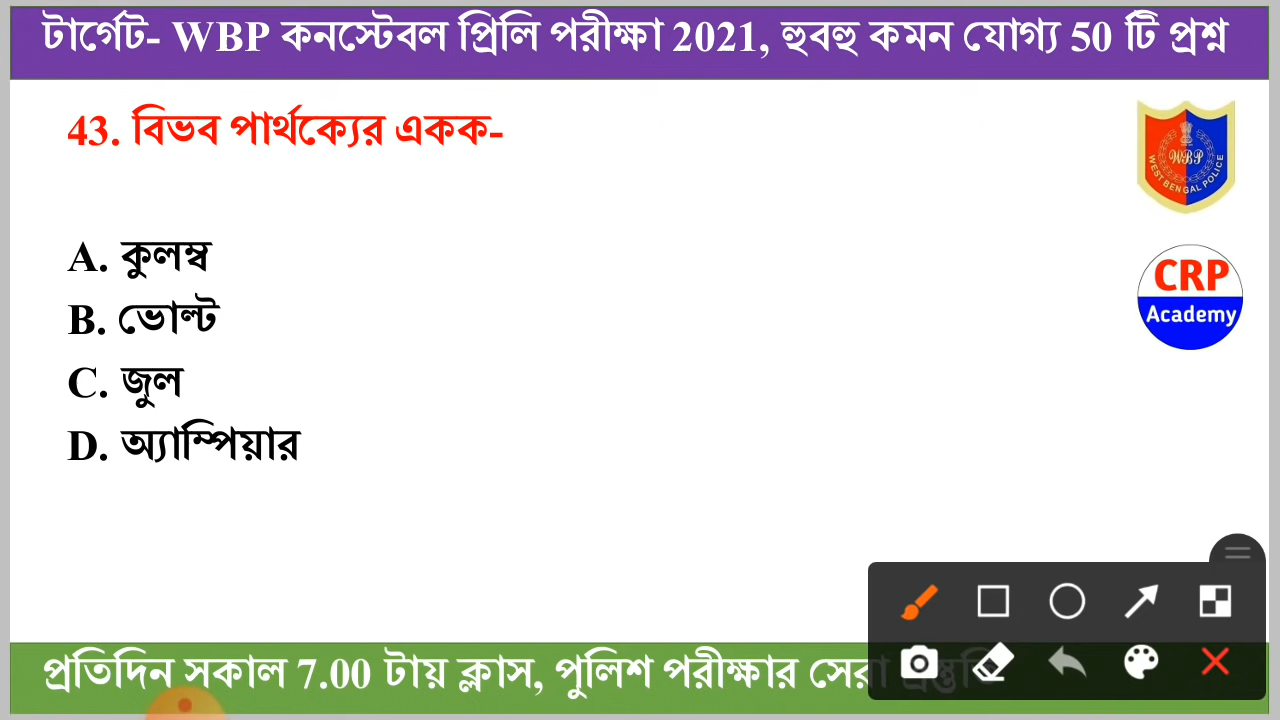 টার্গেট- WBP কনস্টেবল প্রিলি পরীক্ষা 2021, হুবহু কমন যোগ্য 50 টি প্রশ্ন
43. বিভব পার্থক্যের একক-
WBP
WEST BENGAL POLICE
A. কুলম্ব
B. ভোল্ট
C. জুল
D. অ্যাম্পিয়ার
CRP
Academy
প্রতিদিন সকাল 7.00 টায় ক্লাস, পুলিশ পরীক্ষার সেরা